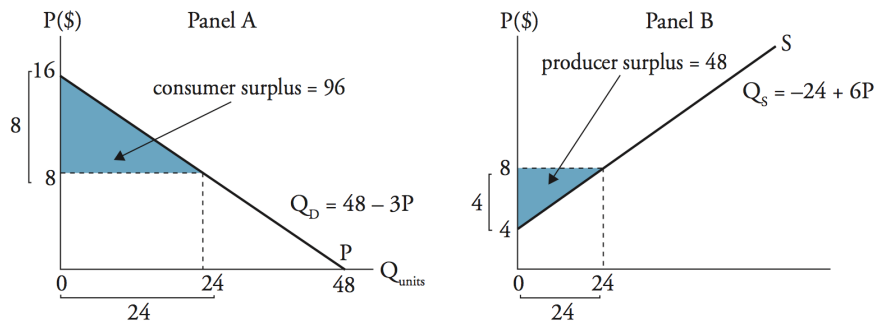 P($)
Panel A
16
consumer surplus = 96
8
8
Q_D = 48 – 3P
P
0
24
48
Q_units
24
P($)
Panel B
S
producer surplus = 48
Q_S = –24 + 6P
8
4
4
0
24
24